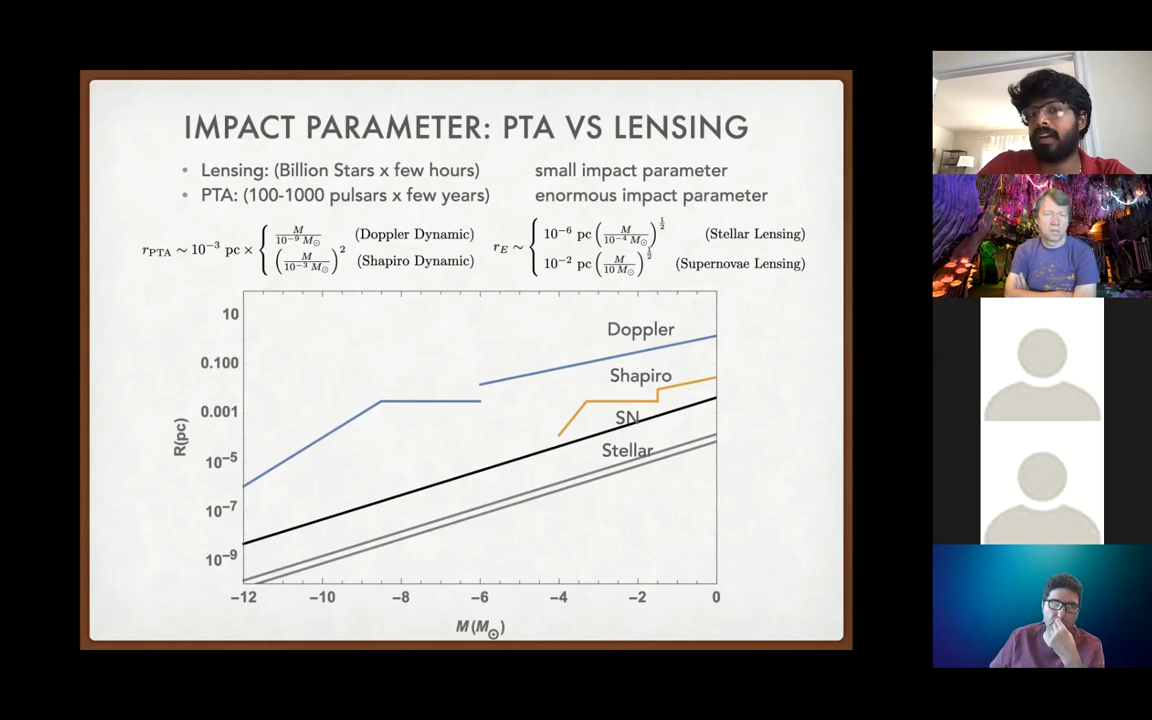 IMPACT PARAMETER: PTA VS LENSING
• Lensing: (Billion Stars x few hours) small impact parameter
• PTA: (100-1000 pulsars x few years) enormous impact parameter
r_PTA ∼ 10^{-3} pc × { M / 10^{-9} M_⊙ (Doppler Dynamic)
( M / 10^{-3} M_⊙ )^2 (Shapiro Dynamic)
r_E ∼ { 10^{-6} pc ( M / 10^{-4} M_⊙ )^{1/2} (Stellar Lensing)
10^{-2} pc ( M / 10 M_⊙ )^{1/2} (Supernovae Lensing)
10
0.100
0.001
10^{-5}
10^{-7}
10^{-9}
R(pc)
Doppler
Shapiro
SN
Stellar
−12 −10 −8 −6 −4 −2 0
M(M_⊙)